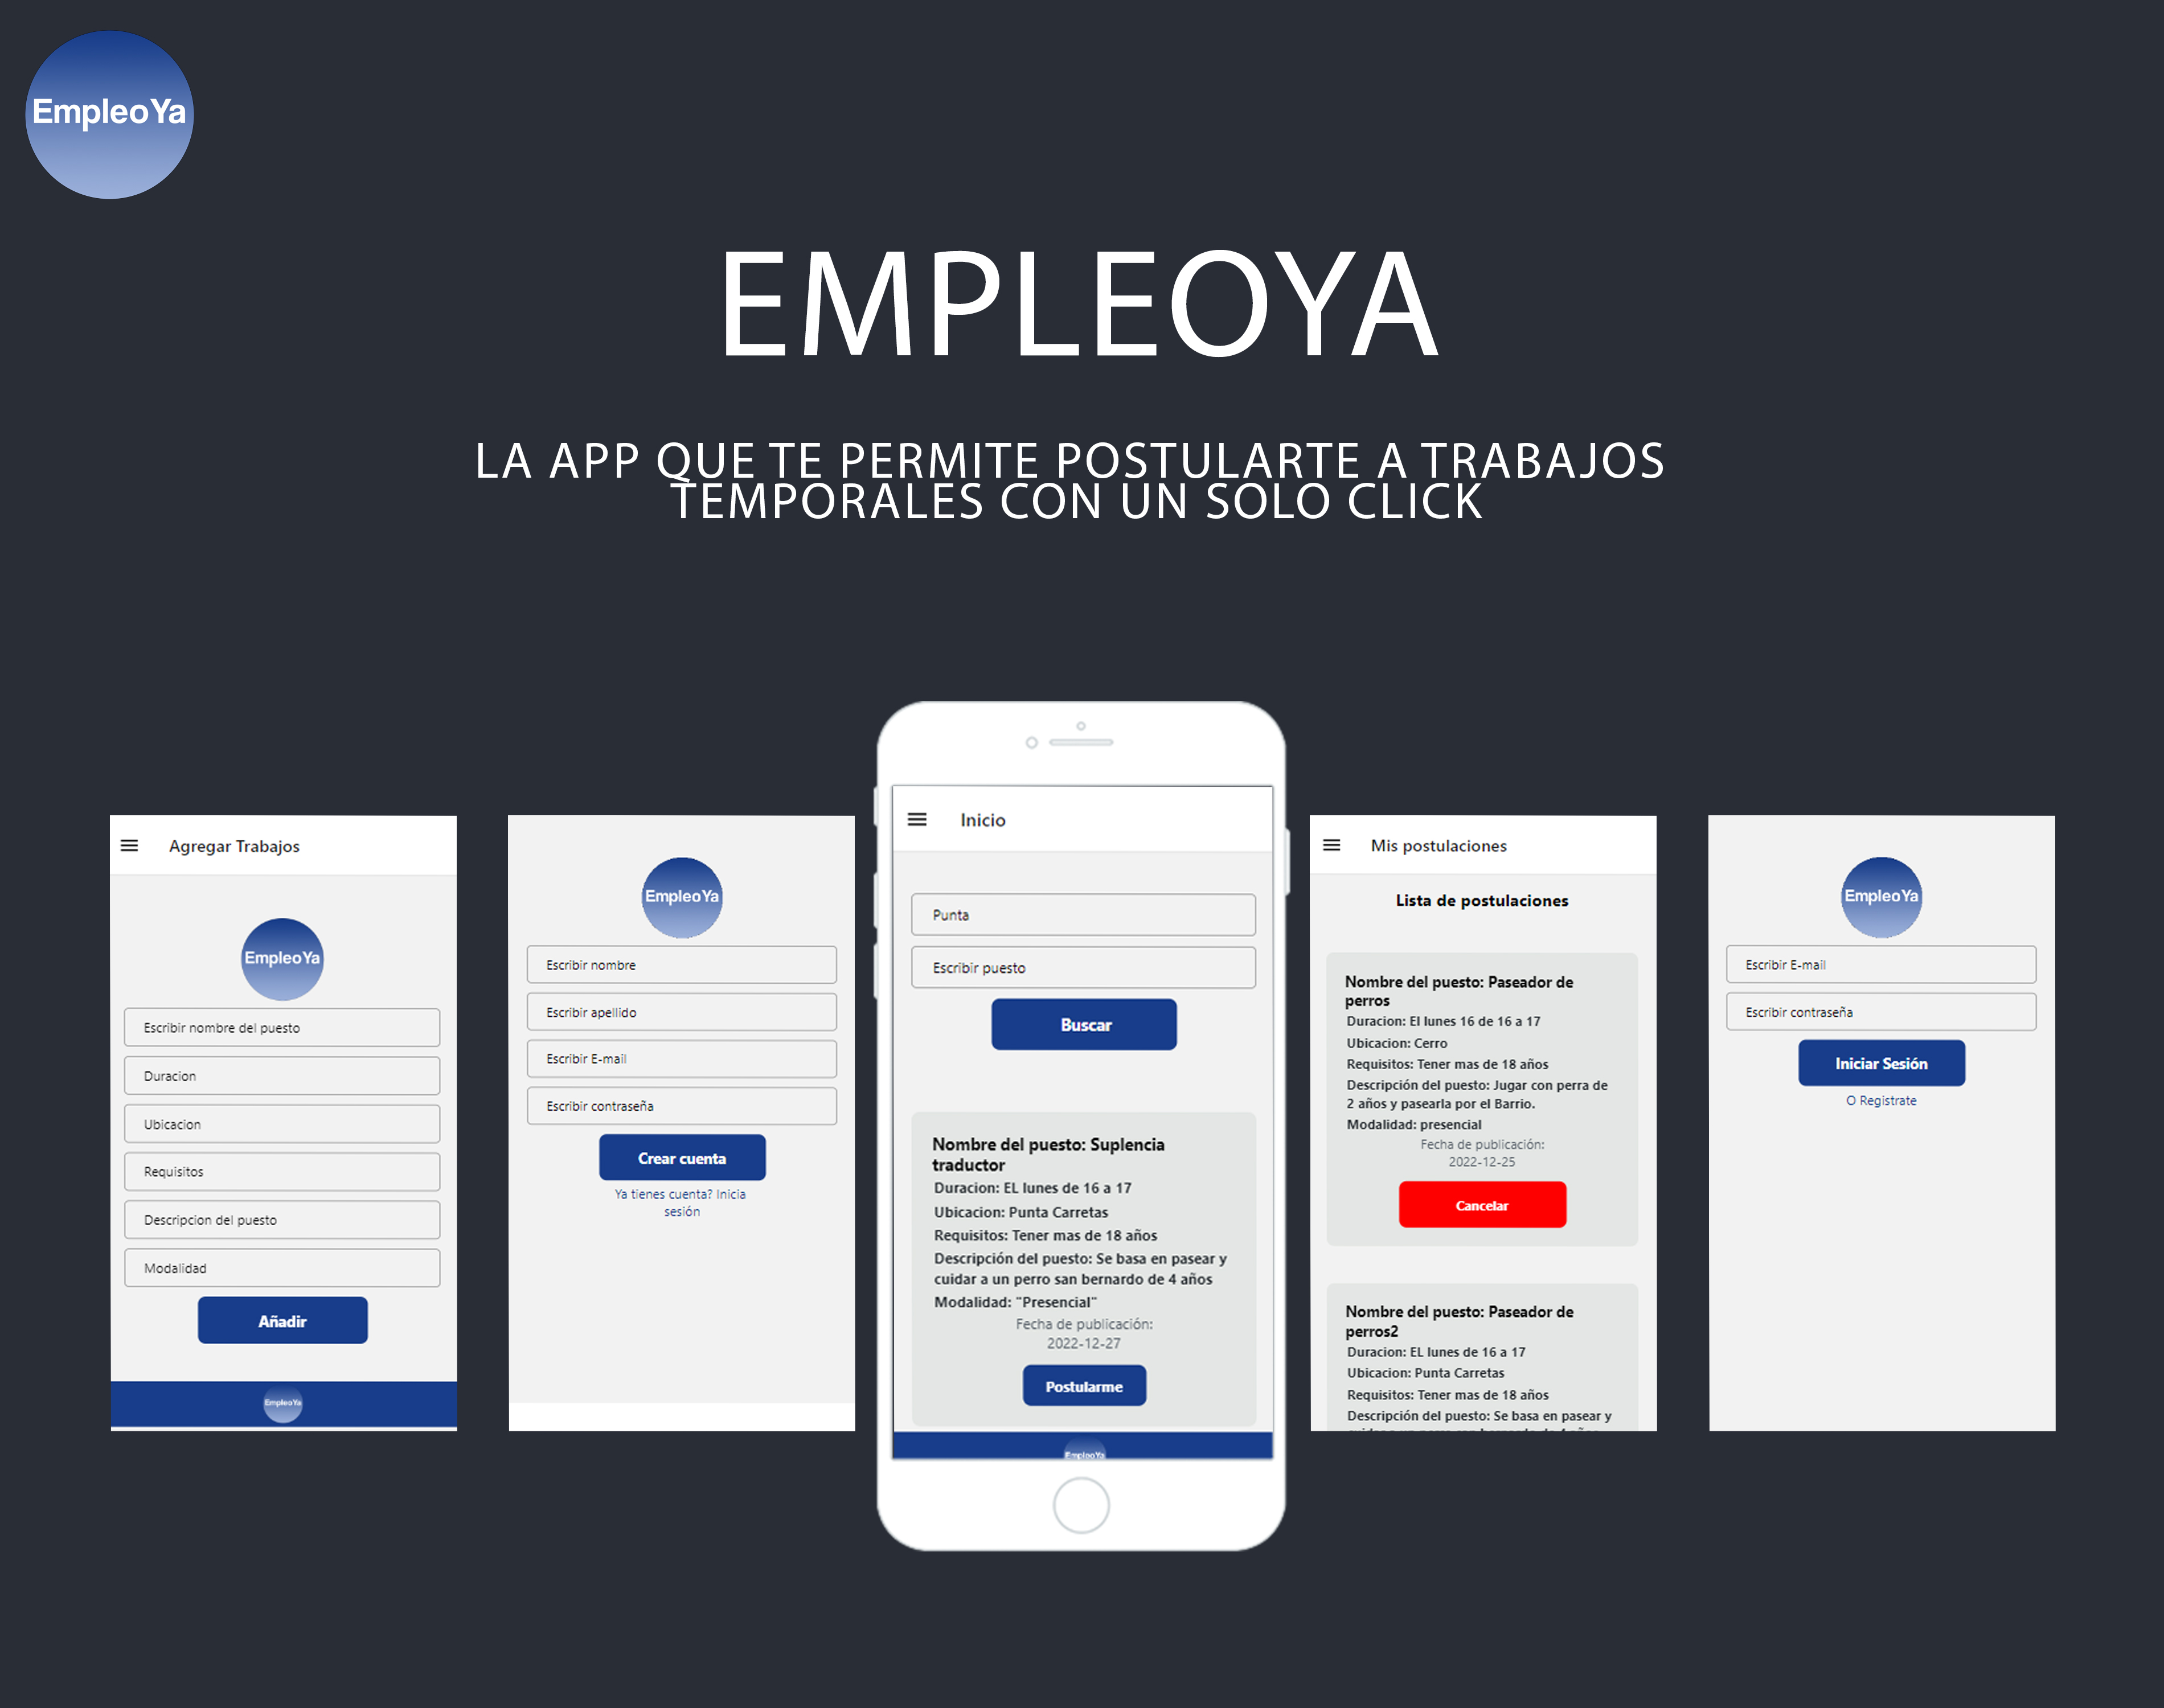 EmpleoYa
EMPLEOYA
LA APP QUE TE PERMITE POSTULARTE A TRABAJOS
TEMPORALES CON UN SOLO CLICK
Agregar Trabajos
EmpleoYa
Escribir nombre del puesto
Duracion
Ubicacion
Requisitos
Descripcion del puesto
Modalidad
Añadir
EmpleoYa
EmpleoYa
Escribir nombre
Escribir apellido
Escribir E-mail
Escribir contraseña
Crear cuenta
Ya tienes cuenta? Inicia
sesión
Inicio
Punta
Escribir puesto
Buscar
Nombre del puesto: Suplencia
traductor
Duracion: EL lunes de 16 a 17
Ubicacion: Punta Carretas
Requisitos: Tener mas de 18 años
Descripción del puesto: Se basa en pasear y
cuidar a un perro san bernardo de 4 años
Modalidad: "Presencial"
Fecha de publicación:
2022-12-27
Postularme
EmpleoYa
Mis postulaciones
Lista de postulaciones
Nombre del puesto: Paseador de
perros
Duracion: El lunes 16 de 16 a 17
Ubicacion: Cerro
Requisitos: Tener mas de 18 años
Descripción del puesto: Jugar con perra de
2 años y pasearla por el Barrio.
Modalidad: presencial
Fecha de publicación:
2022-12-25
Cancelar
Nombre del puesto: Paseador de
perros2
Duracion: EL lunes de 16 a 17
Ubicacion: Punta Carretas
Requisitos: Tener mas de 18 años
Descripción del puesto: Se basa en pasear y
EmpleoYa
Escribir E-mail
Escribir contraseña
Iniciar Sesión
O Registrate